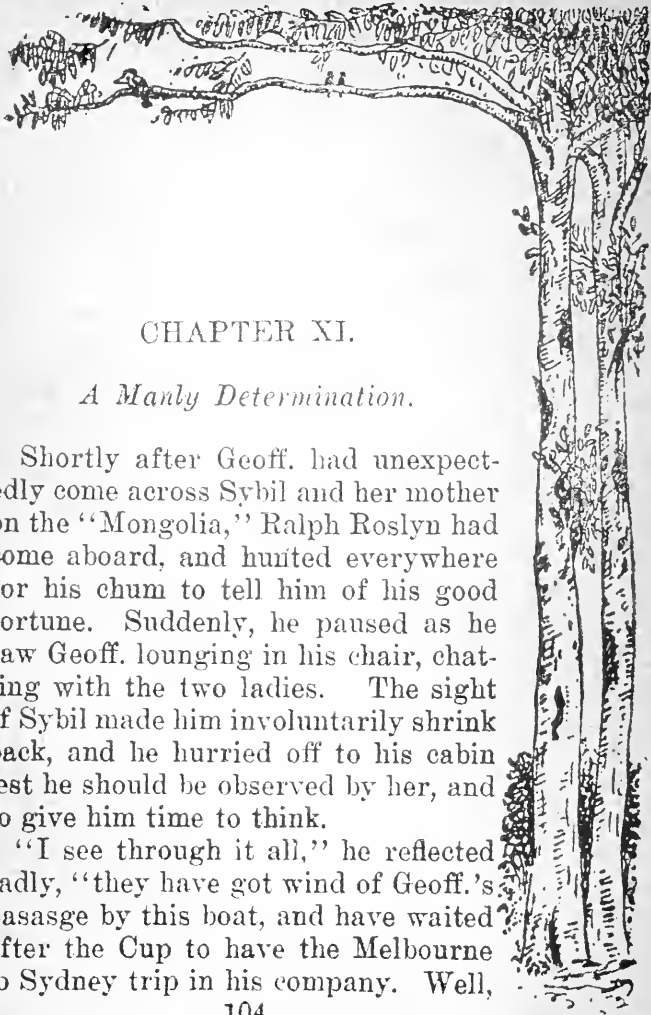 CHAPTER XI.
A Manly Determination.
Shortly after Geoff. had unexpect-
edly come across Sybil and her mother
on the "Mongolia," Ralph Roslyn had
come aboard, and hunted everywhere
for his chum to tell him of his good
fortune. Suddenly, he paused as he
saw Geoff. lounging in his chair, chat-
ting with the two ladies. The sight
of Sybil made him involuntarily shrink
back, and he hurried off to his cabin
lest he should be observed by her, and
to give him time to think.
"I see through it all," he reflected
sadly, "they have got wind of Geoff.'s
pasasge by this boat, and have waited
after the Cup to have the Melbourne
to Sydney trip in his company. Well,
104